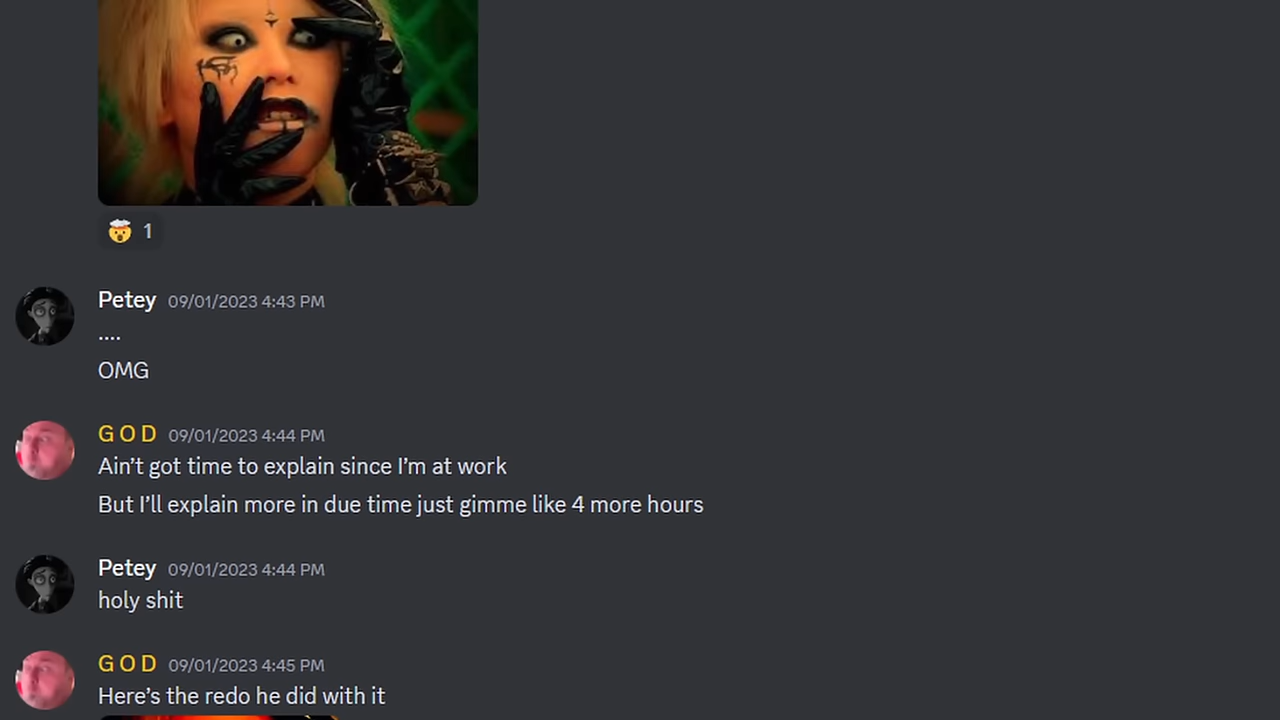 1
Petey 09/01/2023 4:43 PM
....
OMG
G O D 09/01/2023 4:44 PM
Ain’t got time to explain since I’m at work
But I’ll explain more in due time just gimme like 4 more hours
Petey 09/01/2023 4:44 PM
holy shit
G O D 09/01/2023 4:45 PM
Here’s the redo he did with it